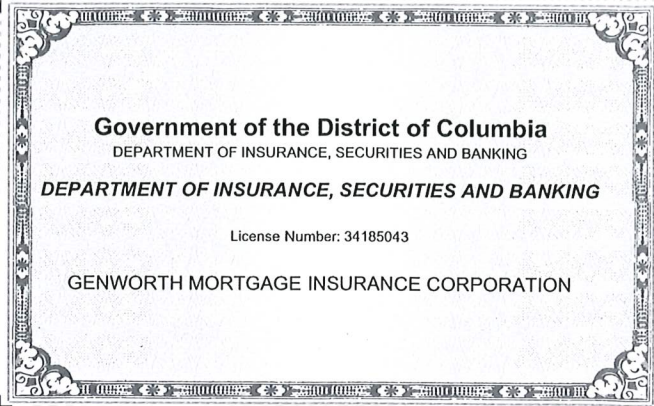 Government of the District of Columbia
DEPARTMENT OF INSURANCE, SECURITIES AND BANKING
DEPARTMENT OF INSURANCE, SECURITIES AND BANKING
License Number: 34185043
GENWORTH MORTGAGE INSURANCE CORPORATION